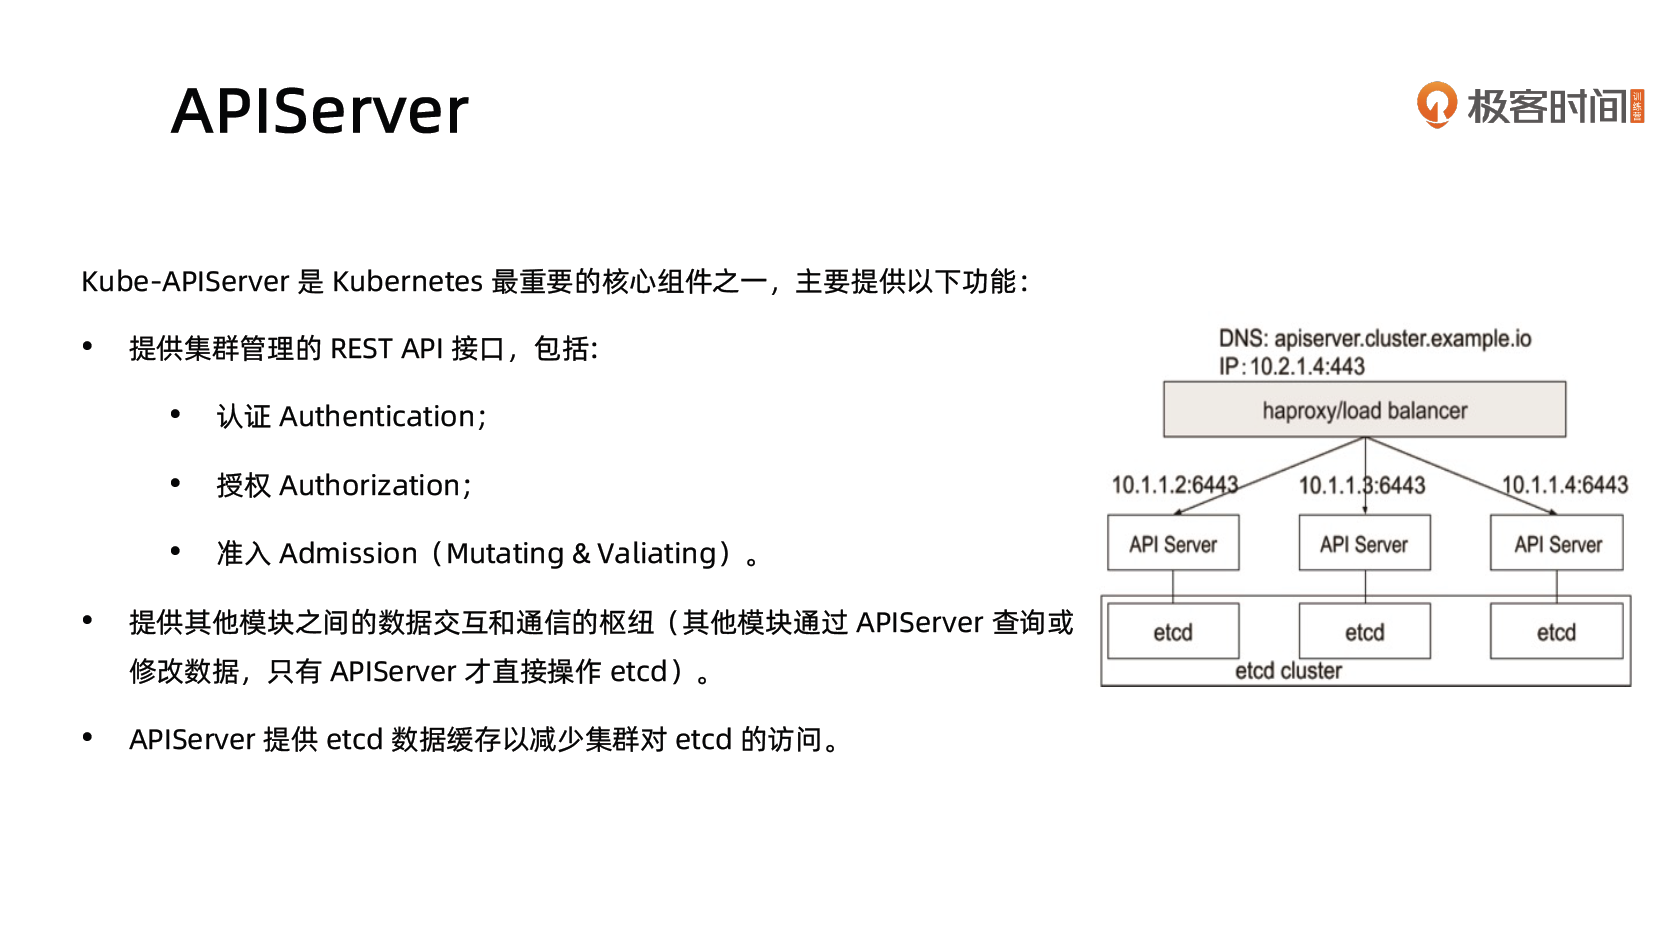 APIServer
极客时间
训练营
Kube-APIServer 是 Kubernetes 最重要的核心组件之一，主要提供以下功能：
• 提供集群管理的 REST API 接口，包括:
• 认证 Authentication；
• 授权 Authorization；
• 准入 Admission（Mutating & Valiating）。
• 提供其他模块之间的数据交互和通信的枢纽（其他模块通过 APIServer 查询或
修改数据，只有 APIServer 才直接操作 etcd）。
• APIServer 提供 etcd 数据缓存以减少集群对 etcd 的访问。
DNS: apiserver.cluster.example.io
IP：10.2.1.4:443
haproxy/load balancer
10.1.1.2:6443 10.1.1.3:6443 10.1.1.4:6443
API Server API Server API Server
etcd etcd etcd
etcd cluster